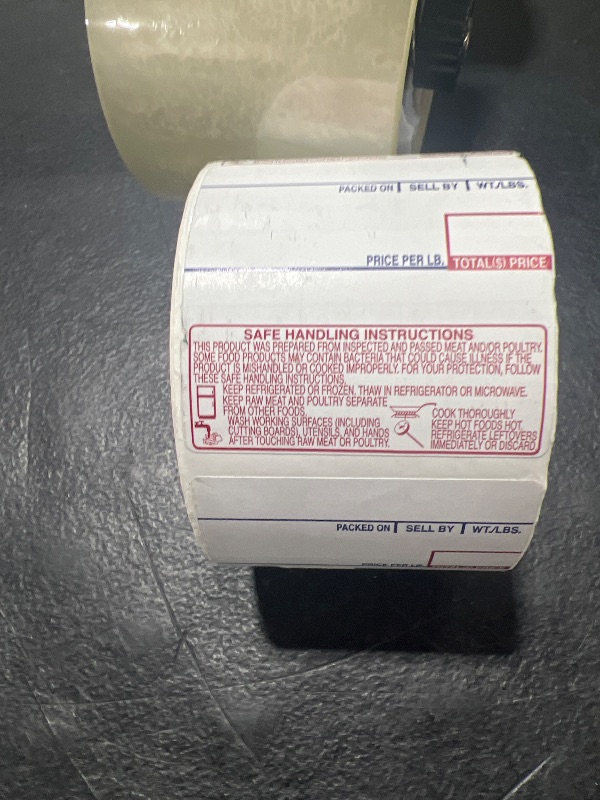 PACKED ON SELL BY WT./LBS.
PRICE PER LB. TOTAL($) PRICE
SAFE HANDLING INSTRUCTIONS
THIS PRODUCT WAS PREPARED FROM INSPECTED AND PASSED MEAT AND/OR POULTRY.
SOME FOOD PRODUCTS MAY CONTAIN BACTERIA THAT COULD CAUSE ILLNESS IF THE
PRODUCT IS MISHANDLED OR COOKED IMPROPERLY. FOR YOUR PROTECTION, FOLLOW
THESE SAFE HANDLING INSTRUCTIONS.
KEEP REFRIGERATED OR FROZEN. THAW IN REFRIGERATOR OR MICROWAVE.
KEEP RAW MEAT AND POULTRY SEPARATE
FROM OTHER FOODS.
WASH WORKING SURFACES (INCLUDING
CUTTING BOARDS), UTENSILS, AND HANDS
AFTER TOUCHING RAW MEAT OR POULTRY.
COOK THOROUGHLY
KEEP HOT FOODS HOT.
REFRIGERATE LEFTOVERS
IMMEDIATELY OR DISCARD
PACKED ON SELL BY WT./LBS.
PRICE PER LB.